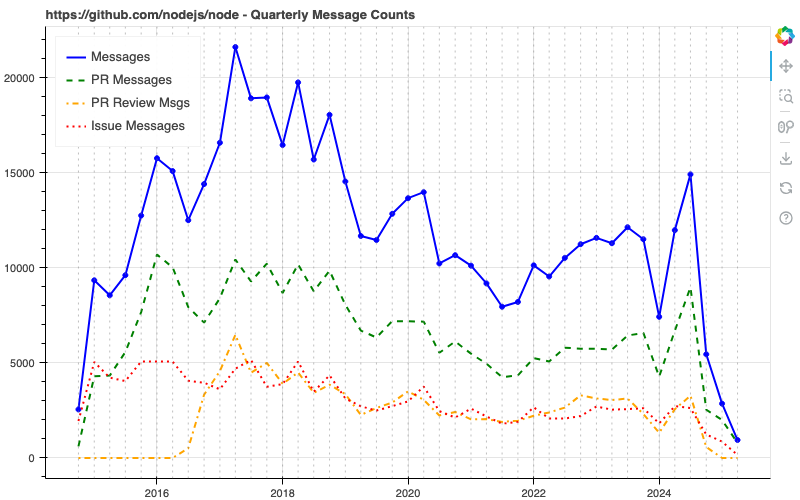 https://github.com/nodejs/node - Quarterly Message Counts
Messages
PR Messages
PR Review Msgs
Issue Messages
20000
15000
10000
5000
0
2016
2018
2020
2022
2024